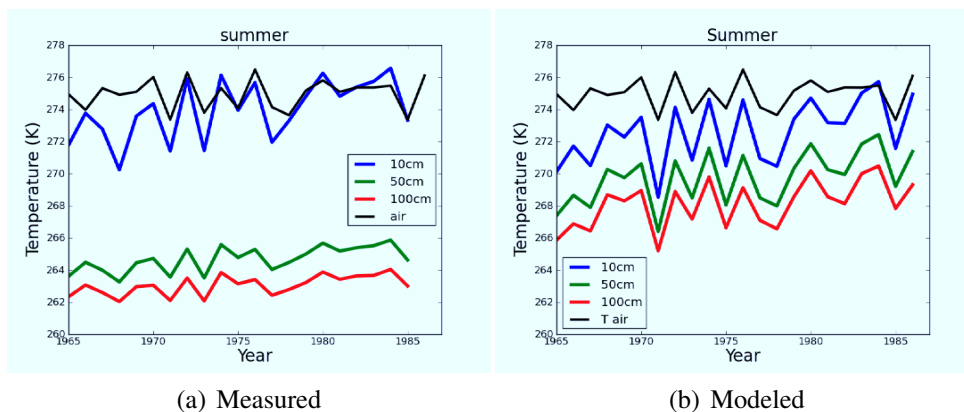 summer
Temperature (K)
278
276
274
272
270
268
266
264
262
260
10cm
50cm
100cm
air
1965
1970
1975
1980
1985
Year
(a) Measured
Summer
Temperature (K)
278
276
274
272
270
268
266
264
262
260
10cm
50cm
100cm
T air
1965
1970
1975
1980
1985
Year
(b) Modeled